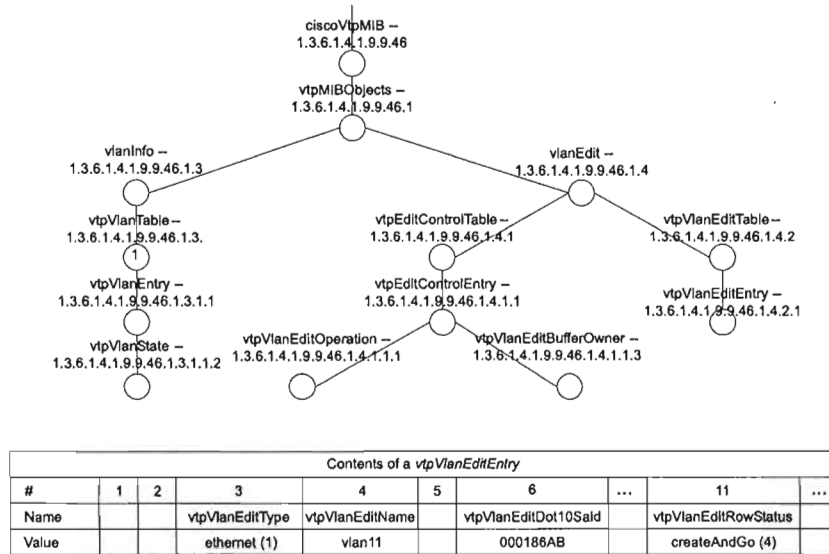 ciscoVtpMIB –
1.3.6.1.4.1.9.9.46
vtpMIBObjects –
1.3.6.1.4.1.9.9.46.1
vlanInfo –
1.3.6.1.4.1.9.9.46.1.3
vlanEdit –
1.3.6.1.4.1.9.9.46.1.4
vtpVlanTable –
1.3.6.1.4.1.9.9.46.1.3.
1
vtpEditControlTable –
1.3.6.1.4.1.9.9.46.1.4.1
vtpVlanEditTable –
1.3.6.1.4.1.9.9.46.1.4.2
vtpVlanEntry –
1.3.6.1.4.1.9.9.46.1.3.1.1
vtpEditControlEntry –
1.3.6.1.4.1.9.9.46.1.4.1.1
vtpVlanEditEntry –
1.3.6.1.4.1.9.9.46.1.4.2.1
vtpVlanState –
1.3.6.1.4.1.9.9.46.1.3.1.1.2
vtpVlanEditOperation –
1.3.6.1.4.1.9.9.46.1.4.1.1.1
vtpVlanEditBufferOwner –
1.3.6.1.4.1.9.9.46.1.4.1.1.3
Contents of a vtpVlanEditEntry
# 1 2 3 4 5 6 ... 11 ...
Name vtpVlanEditType vtpVlanEditName vtpVlanEditDot10Said vtpVlanEditRowStatus
Value ethernet (1) vlan11 000186AB createAndGo (4)